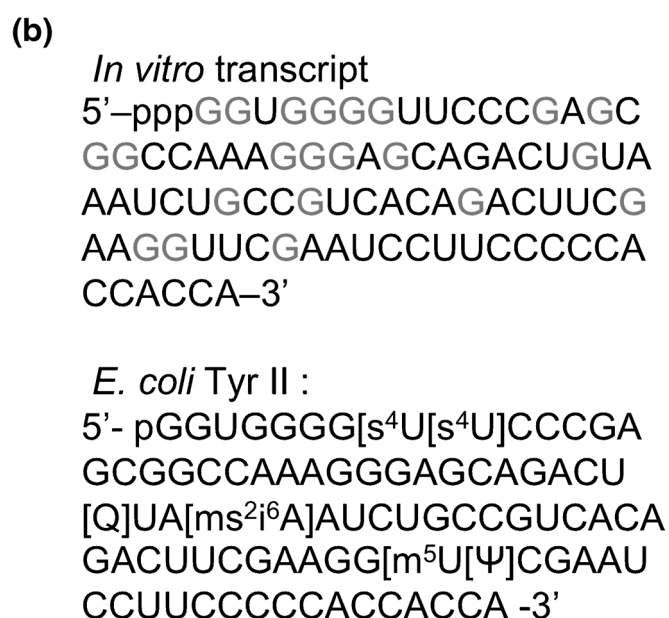 (b)
In vitro transcript
5’–pppGGUGGGGUUCCCGAGC
GGCCAAAGGGAGCAGACUGUA
AAUCUGCCGUCACAGACUUCG
AAGGUUCGAAUCCUUCCCCCA
CCACCA–3’
E. coli Tyr II :
5’- pGGUGGGG[s⁴U[s⁴U]CCCGA
GCGGCCAAAGGGAGCAGACU
[Q]UA[ms²i⁶A]AUCUGCCGUCACA
GACUUCGAAGG[m⁵U[Ψ]CGAAU
CCUUCCCCCACCACCA -3’